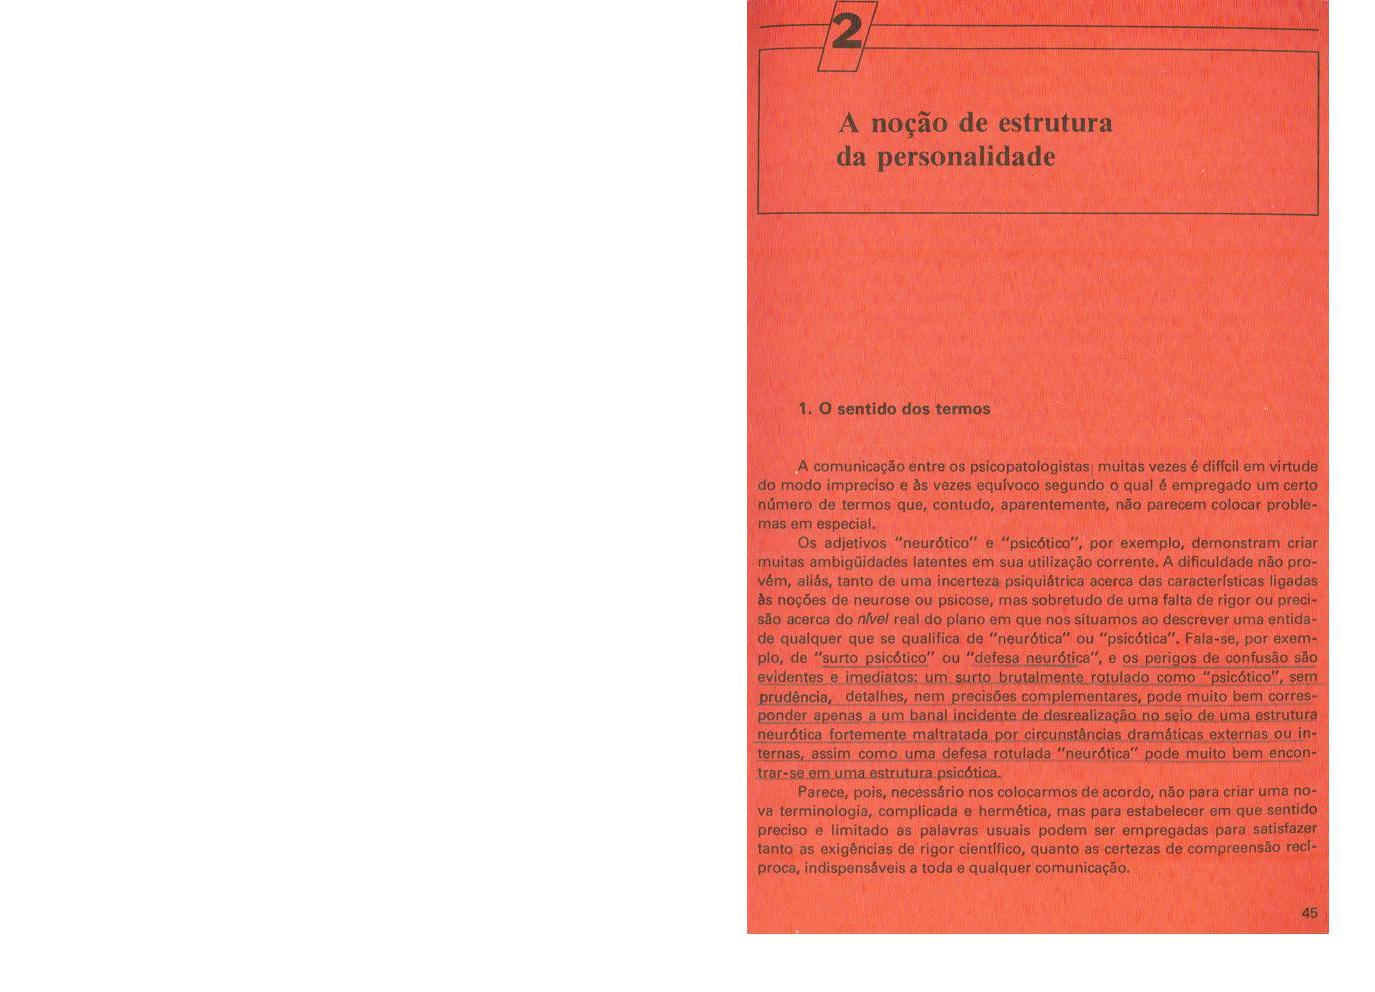 2
A noção de estrutura
da personalidade
1. O sentido dos termos
A comunicação entre os psicopatologistas muitas vezes é difícil em virtude
do modo impreciso e às vezes equívoco segundo o qual é empregado um certo
número de termos que, contudo, aparentemente, não parecem colocar proble-
mas em especial.
Os adjetivos "neurótico" e "psicótico", por exemplo, demonstram criar
muitas ambigüidades latentes em sua utilização corrente. A dificuldade não pro-
vém, aliás, tanto de uma incerteza psiquiátrica acerca das características ligadas
às noções de neurose ou psicose, mas sobretudo de uma falta de rigor ou preci-
são acerca do nível real do plano em que nos situamos ao descrever uma entida-
de qualquer que se qualifica de "neurótica" ou "psicótica". Fala-se, por exem-
plo, de "surto psicótico" ou "defesa neurótica", e os perigos de confusão são
evidentes e imediatos: um surto brutalmente rotulado como "psicótico", sem
prudência, detalhes, nem precisões complementares, pode muito bem corres-
ponder apenas a um banal incidente de desrealização no seio de uma estrutura
neurótica fortemente maltratada por circunstâncias dramáticas externas ou in-
ternas, assim como uma defesa rotulada "neurótica" pode muito bem encon-
trar-se em uma estrutura psicótica.
Parece, pois, necessário nos colocarmos de acordo, não para criar uma no-
va terminologia, complicada e hermética, mas para estabelecer em que sentido
preciso e limitado as palavras usuais podem ser empregadas para satisfazer
tanto as exigências de rigor científico, quanto as certezas de compreensão recí-
proca, indispensáveis a toda e qualquer comunicação.
45